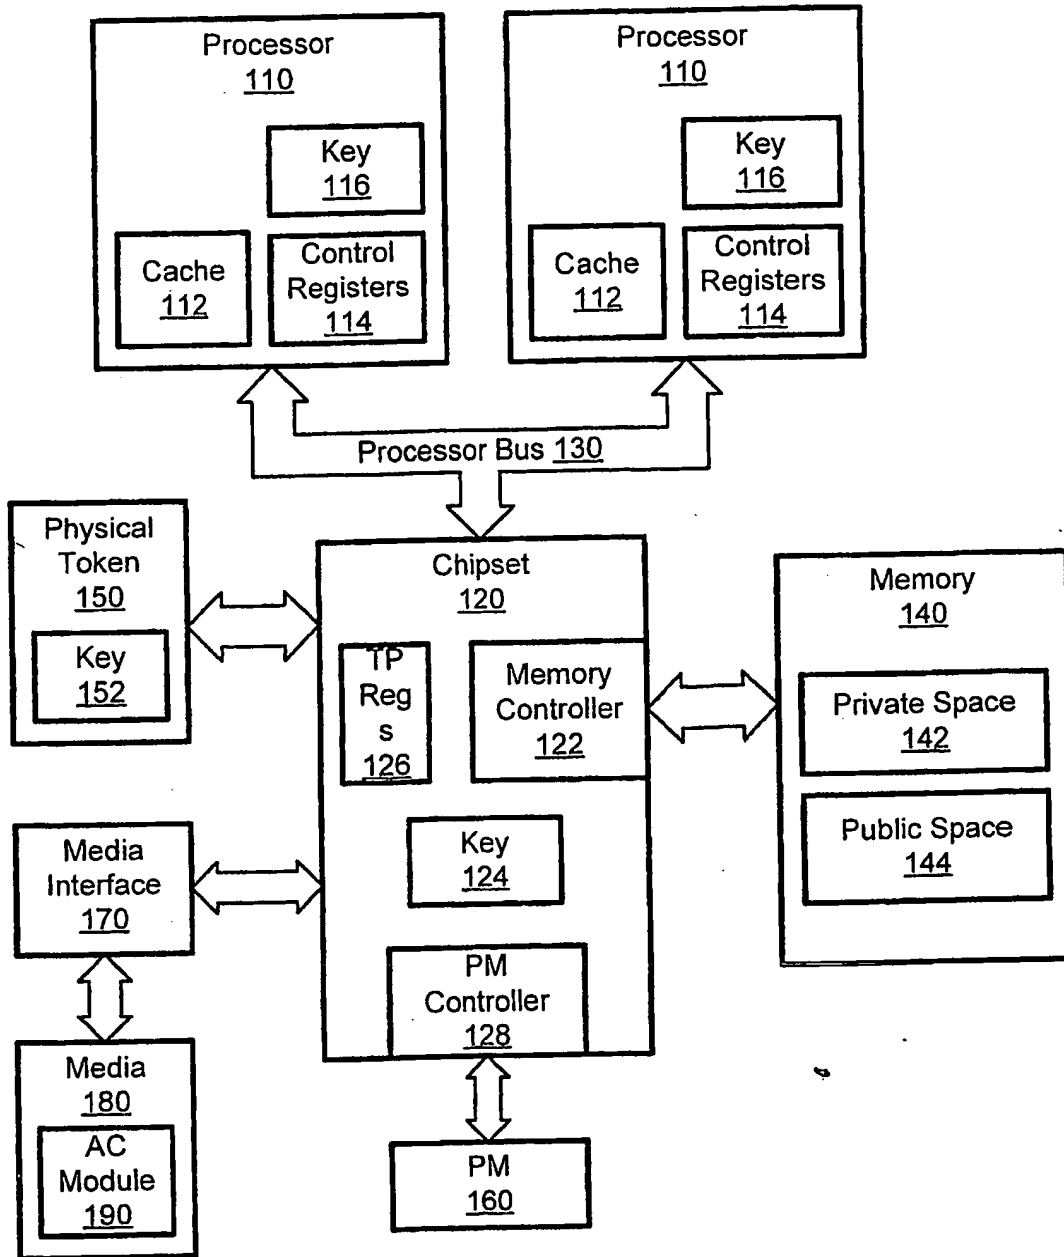 Processor
110
Key
116
Cache
112
Control
Registers
114
Processor
110
Key
116
Cache
112
Control
Registers
114
Processor Bus 130
Physical
Token
150
Key
152
Chipset
120
TP
Reg
s
126
Memory
Controller
122
Key
124
PM
Controller
128
Memory
140
Private Space
142
Public Space
144
Media
Interface
170
Media
180
AC
Module
190
PM
160